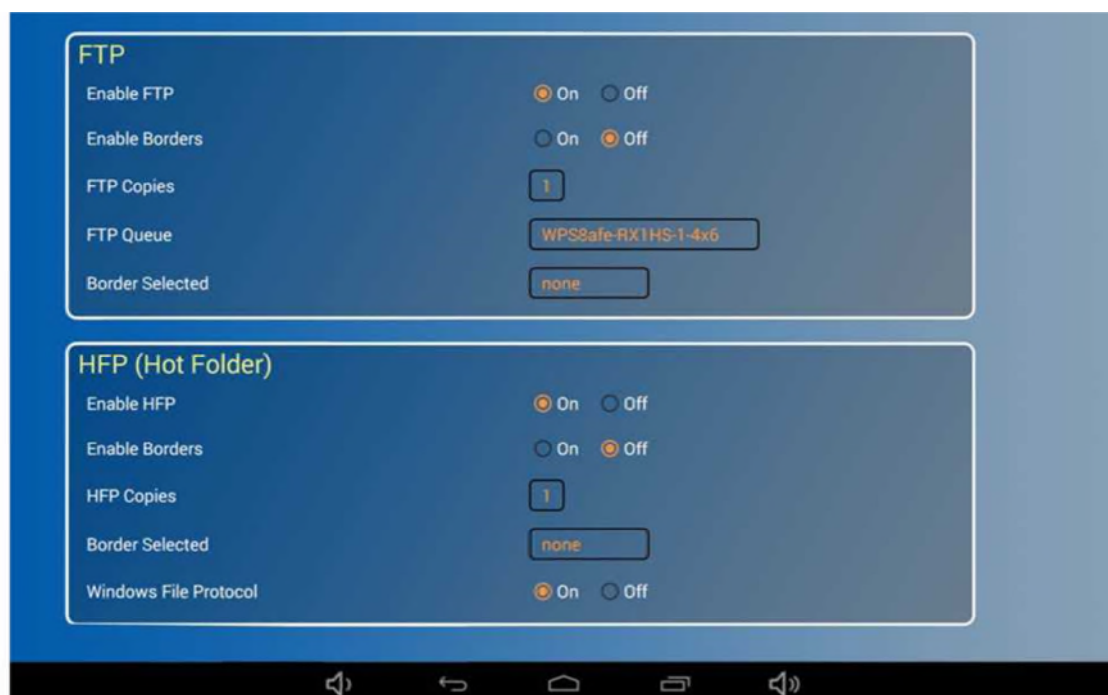 FTP
Enable FTP On Off
Enable Borders On Off
FTP Copies 1
FTP Queue WPS8afe-RX1HS-1-4x6
Border Selected none
HFP (Hot Folder)
Enable HFP On Off
Enable Borders On Off
HFP Copies 1
Border Selected none
Windows File Protocol On Off